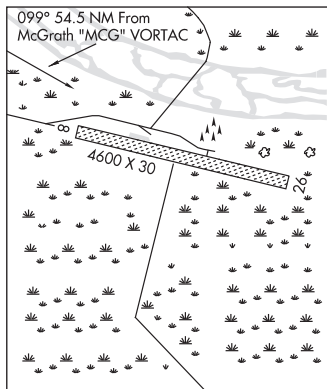 099° 54.5 NM From
McGrath "MCG" VORTAC
8
4600 X 30
26